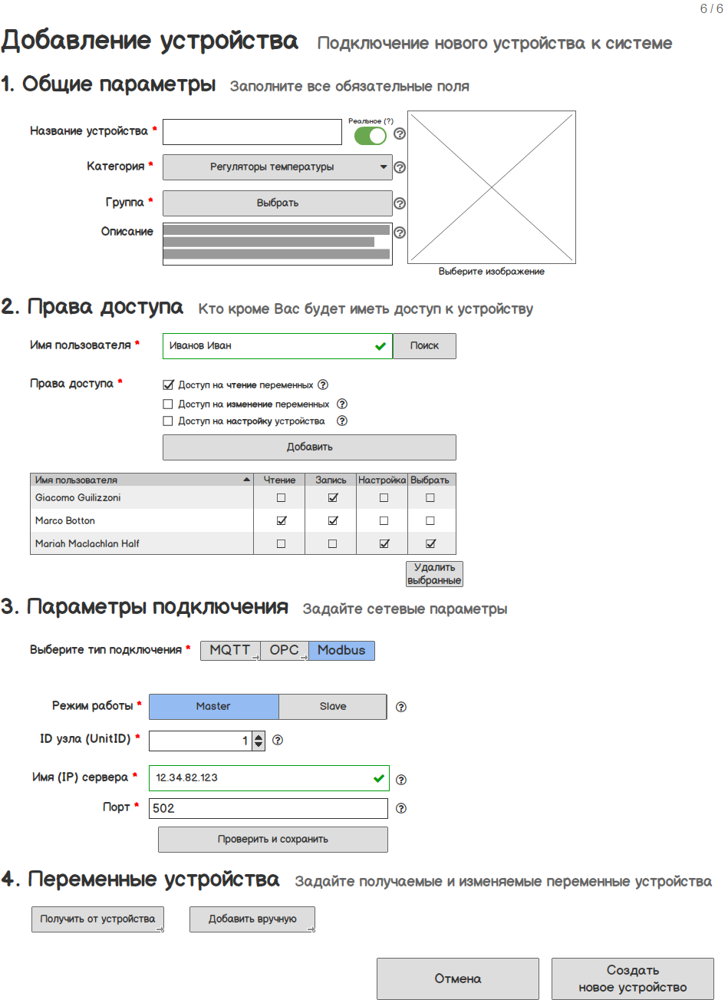 6 / 6
Добавление устройства Подключение нового устройства к системе
1. Общие параметры Заполните все обязательные поля
Название устройства * Реальное (?) ?
Категория * Регуляторы температуры ?
Группа * Выбрать ?
Описание ?
Выберите изображение
2. Права доступа Кто кроме Вас будет иметь доступ к устройству
Имя пользователя * Иванов Иван Поиск
Права доступа * Доступ на чтение переменных ?
Доступ на изменение переменных ?
Доступ на настройку устройства ?
Добавить
Имя пользователя Чтение Запись Настройка Выбрать
Giacomo Guilizzoni
Marco Botton
Mariah Maclachlan Half
Удалить
выбранные
3. Параметры подключения Задайте сетевые параметры
Выберите тип подключения * MQTT OPC Modbus
Режим работы * Master Slave ?
ID узла (UnitID) * 1 ?
Имя (IP) сервера * 12.34.82.123 ?
Порт * 502 ?
Проверить и сохранить
4. Переменные устройства Задайте получаемые и изменяемые переменные устройства
Получить от устройства Добавить вручную
Отмена
Создать
новое устройство